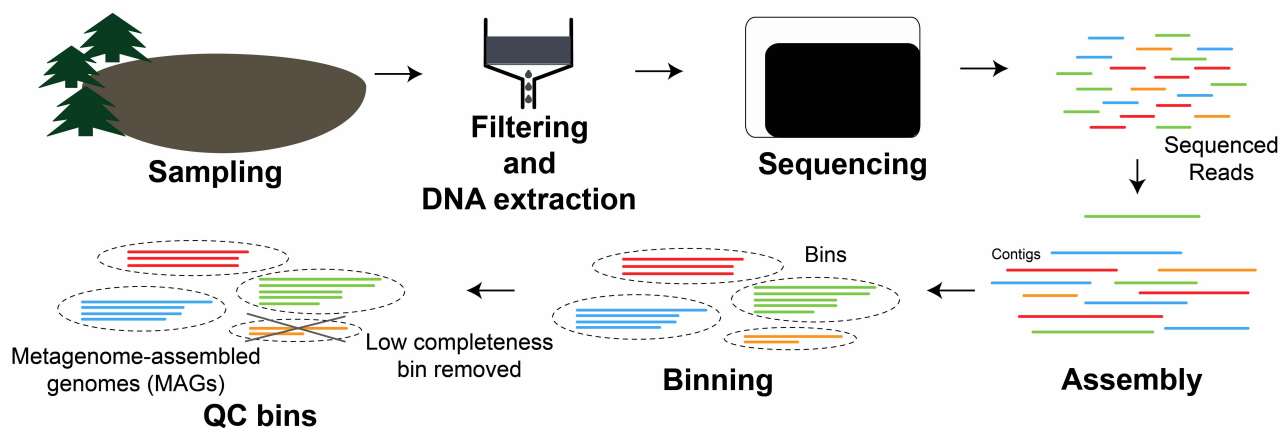 Sampling
Filtering
and
DNA extraction
Sequencing
Sequenced
Reads
Contigs
Assembly
Bins
Binning
Low completeness
bin removed
Metagenome-assembled
genomes (MAGs)
QC bins